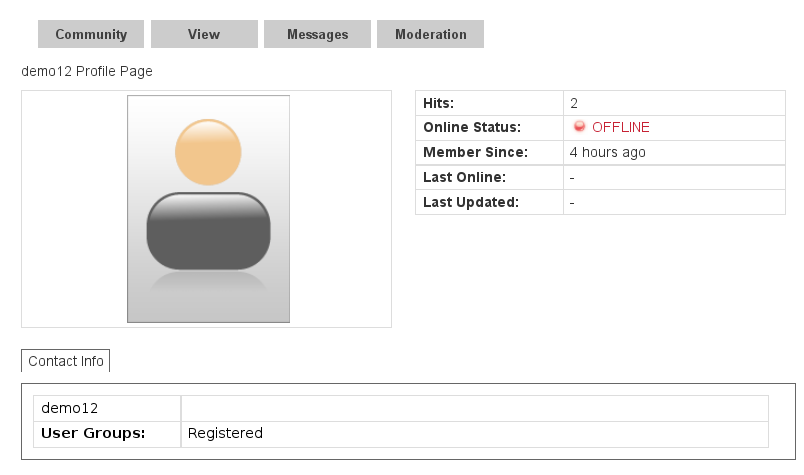 Community View Messages Moderation
demo12 Profile Page
Hits: 2
Online Status: OFFLINE
Member Since: 4 hours ago
Last Online: -
Last Updated: -
Contact Info
demo12
User Groups: Registered